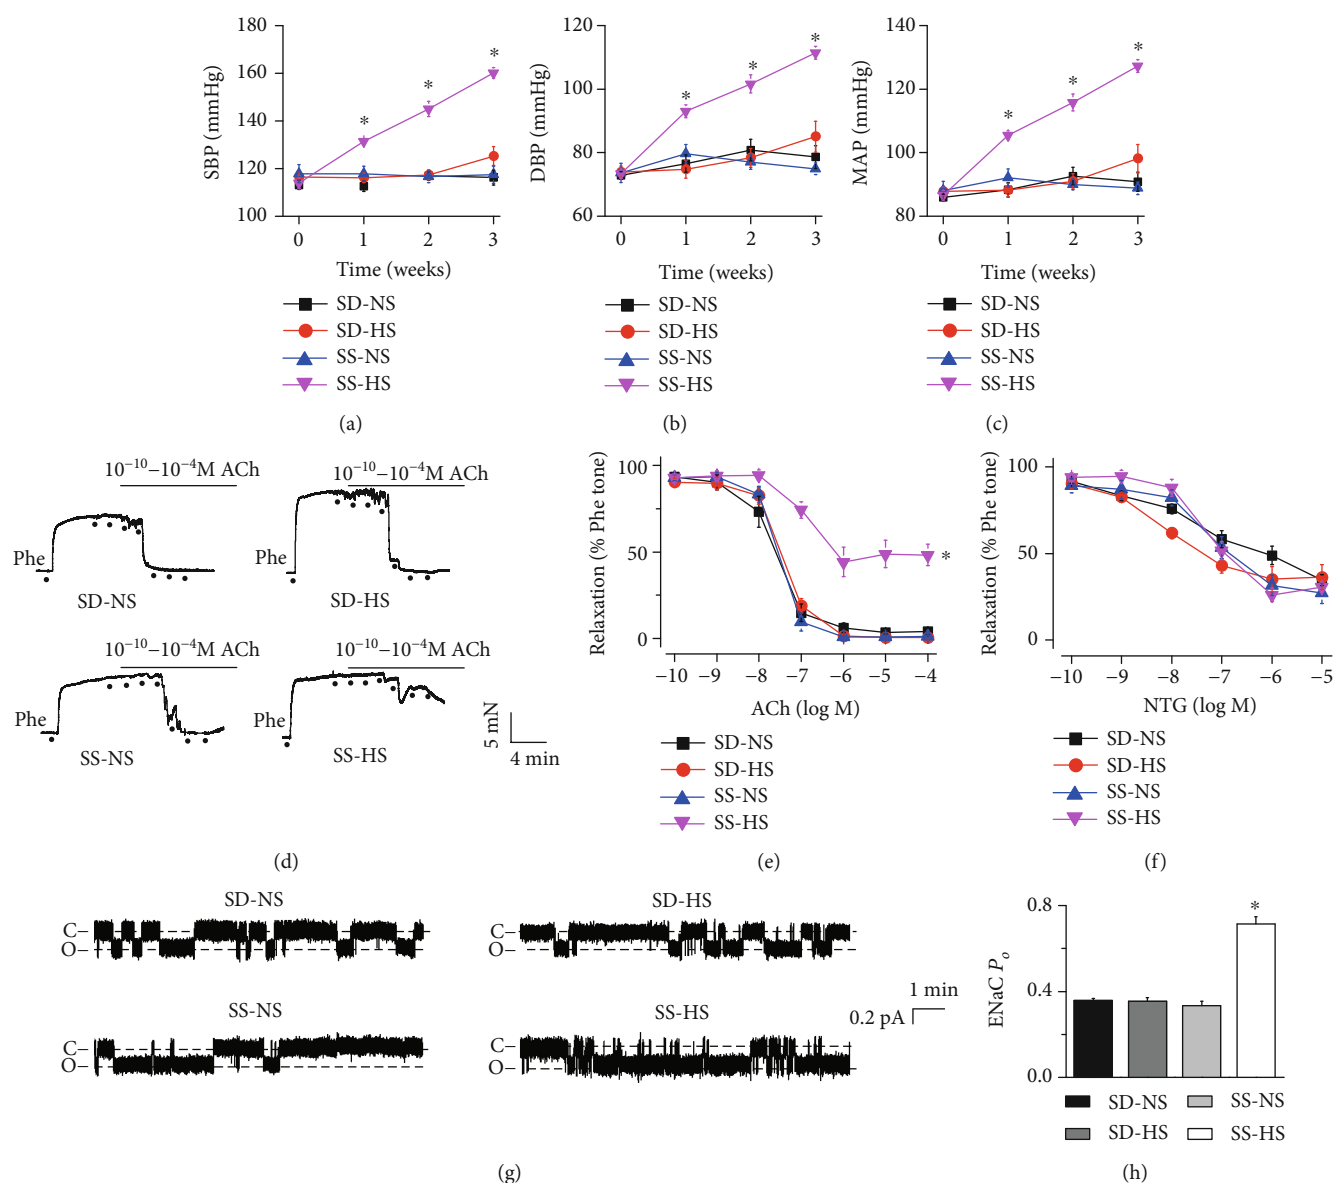 SBP (mmHg)
180
160
140
120
100
0 1 2 3
Time (weeks)
* * *
SD-NS
SD-HS
SS-NS
SS-HS
(a)
DBP (mmHg)
120
100
80
60
0 1 2 3
Time (weeks)
* * *
SD-NS
SD-HS
SS-NS
SS-HS
(b)
MAP (mmHg)
140
120
100
80
0 1 2 3
Time (weeks)
* * *
SD-NS
SD-HS
SS-NS
SS-HS
(c)
10⁻¹⁰–10⁻⁴M ACh
Phe
SD-NS
10⁻¹⁰–10⁻⁴M ACh
SD-HS
10⁻¹⁰–10⁻⁴M ACh
Phe
SS-NS
10⁻¹⁰–10⁻⁴M ACh
SS-HS
5 mN
4 min
(d)
Relaxation (% Phe tone)
100
50
0
−10 −9 −8 −7 −6 −5 −4
ACh (log M)
*
SD-NS
SD-HS
SS-NS
SS-HS
(e)
Relaxation (% Phe tone)
100
50
0
−10 −9 −8 −7 −6 −5
NTG (log M)
SD-NS
SD-HS
SS-NS
SS-HS
(f)
SD-NS
C–
O–
SD-HS
C–
O–
SS-NS
C–
O–
SS-HS
C–
O–
1 min
0.2 pA
(g)
ENaC Pₒ
0.8
0.4
0.0
*
SD-NS
SS-NS
SD-HS
SS-HS
(h)